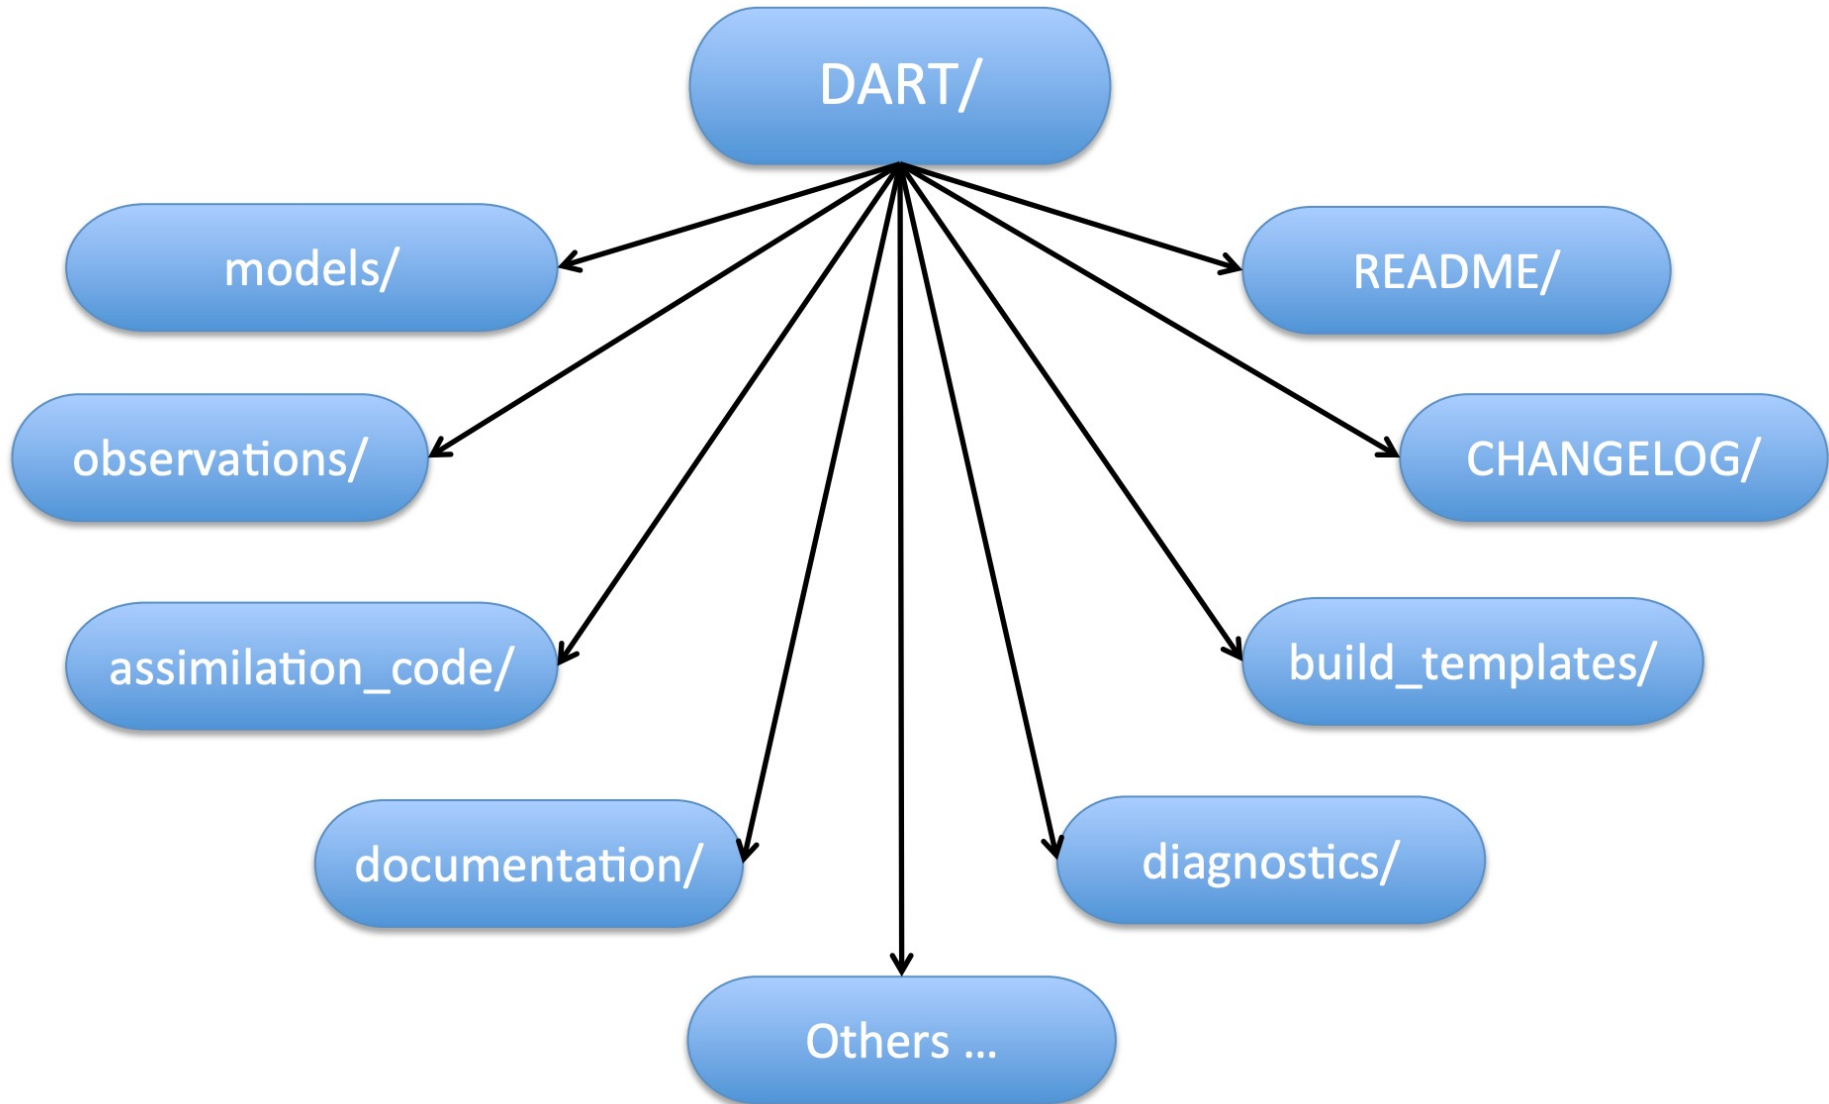 DART/
models/
README/
observations/
CHANGELOG/
assimilation_code/
build_templates/
documentation/
diagnostics/
Others ...